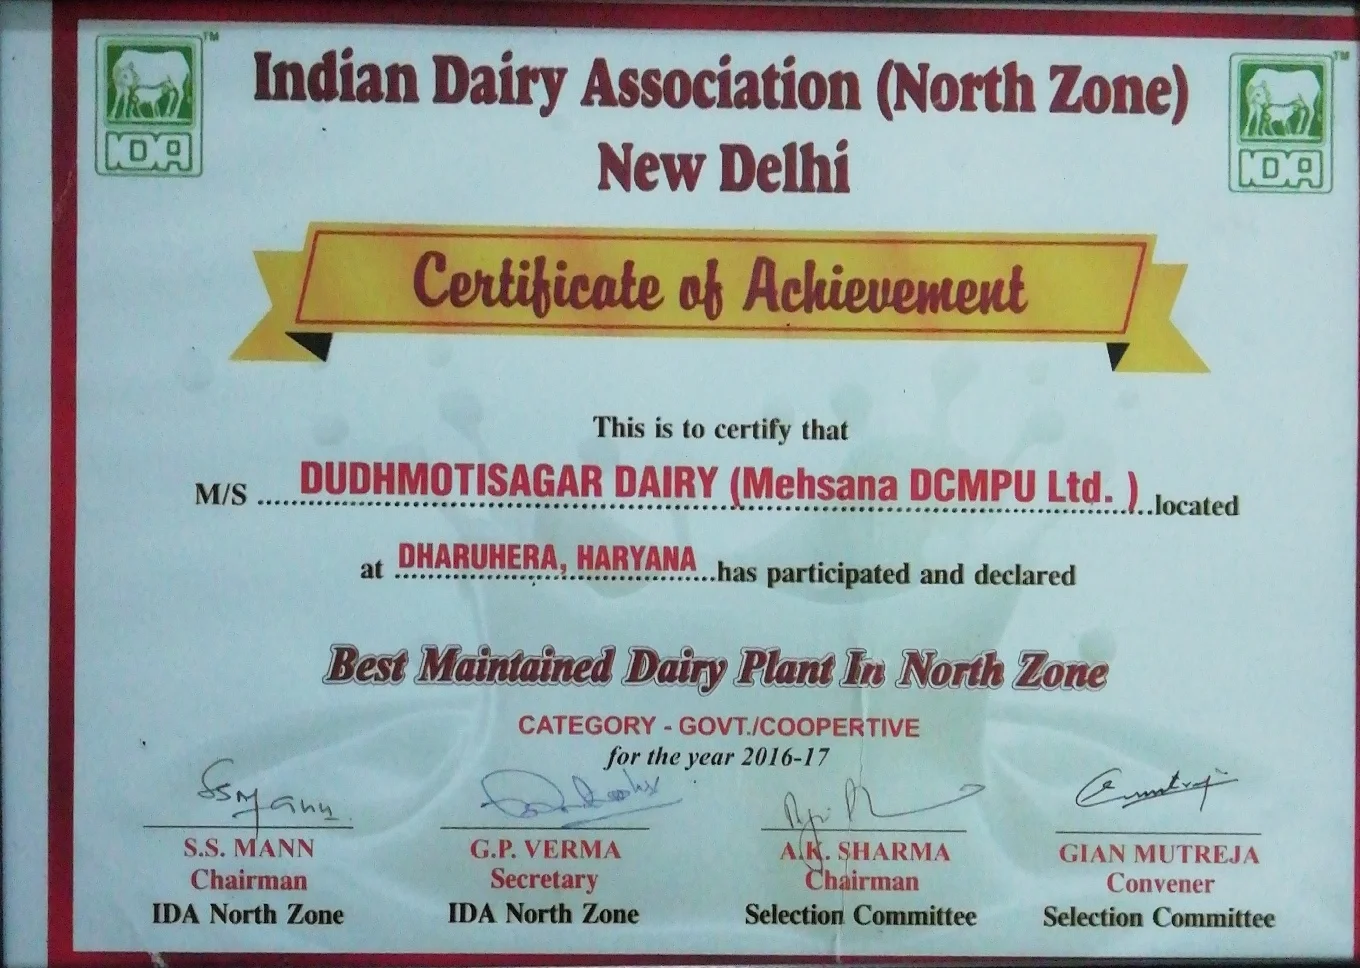 TM
TM
IDA
IDA
Indian Dairy Association (North Zone)
New Delhi
Certificate of Achievement
This is to certify that
M/S DUDHMOTISAGAR DAIRY (Mehsana DCMPU Ltd. ) located
at DHARUHERA, HARYANA has participated and declared
Best Maintained Dairy Plant In North Zone
CATEGORY - GOVT./COOPERTIVE
for the year 2016-17
SSMann
S.S. MANN G.P. VERMA A.K. SHARMA GIAN MUTREJA
Chairman Secretary Chairman Convener
IDA North Zone IDA North Zone Selection Committee Selection Committee